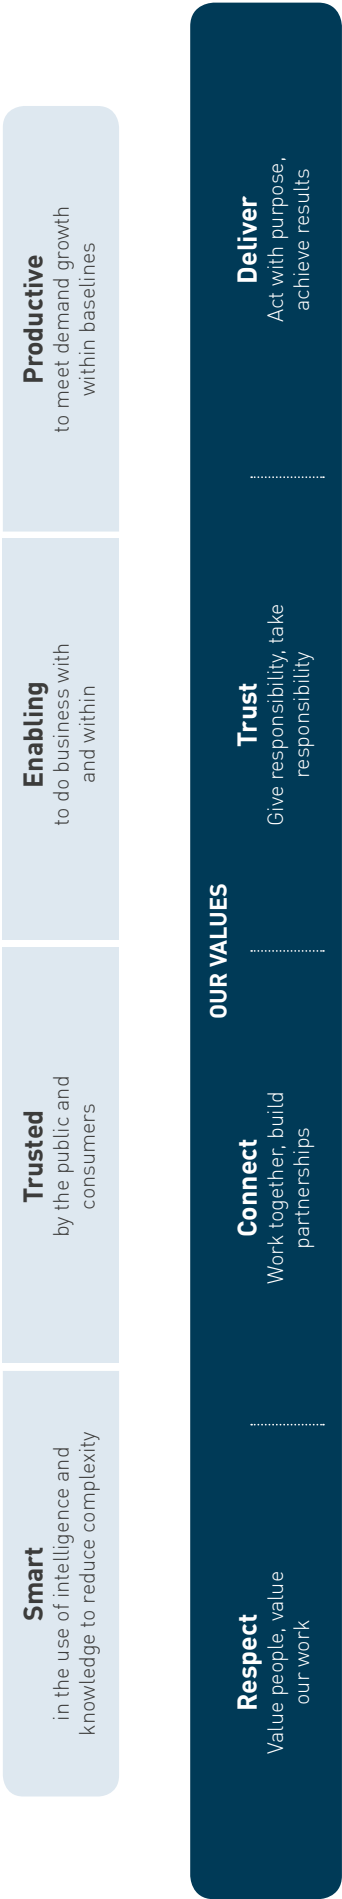 Smart
in the use of intelligence and
knowledge to reduce complexity
Trusted
by the public and
consumers
Enabling
to do business with
and within
Productive
to meet demand growth
within baselines
OUR VALUES
Respect
Value people, value
our work
Connect
Work together, build
partnerships
Trust
Give responsibility, take
responsibility
Deliver
Act with purpose,
achieve results